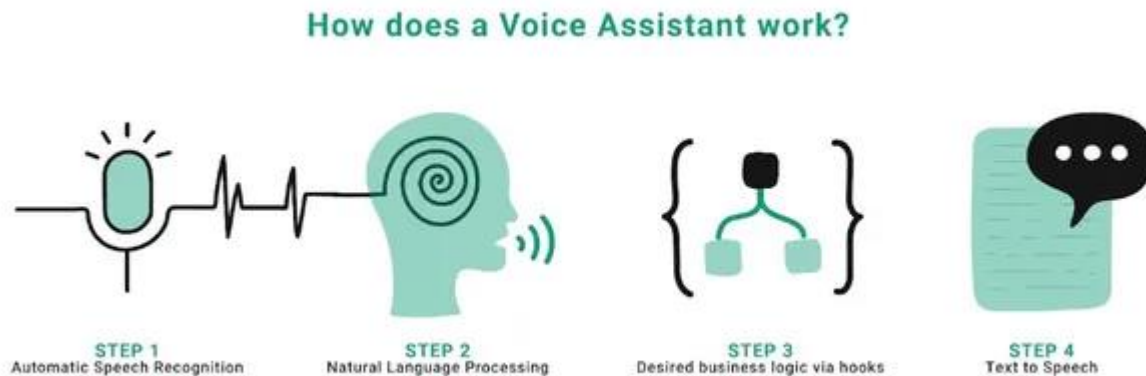 How does a Voice Assistant work?
STEP 1
Automatic Speech Recognition
STEP 2
Natural Language Processing
STEP 3
Desired business logic via hooks
STEP 4
Text to Speech